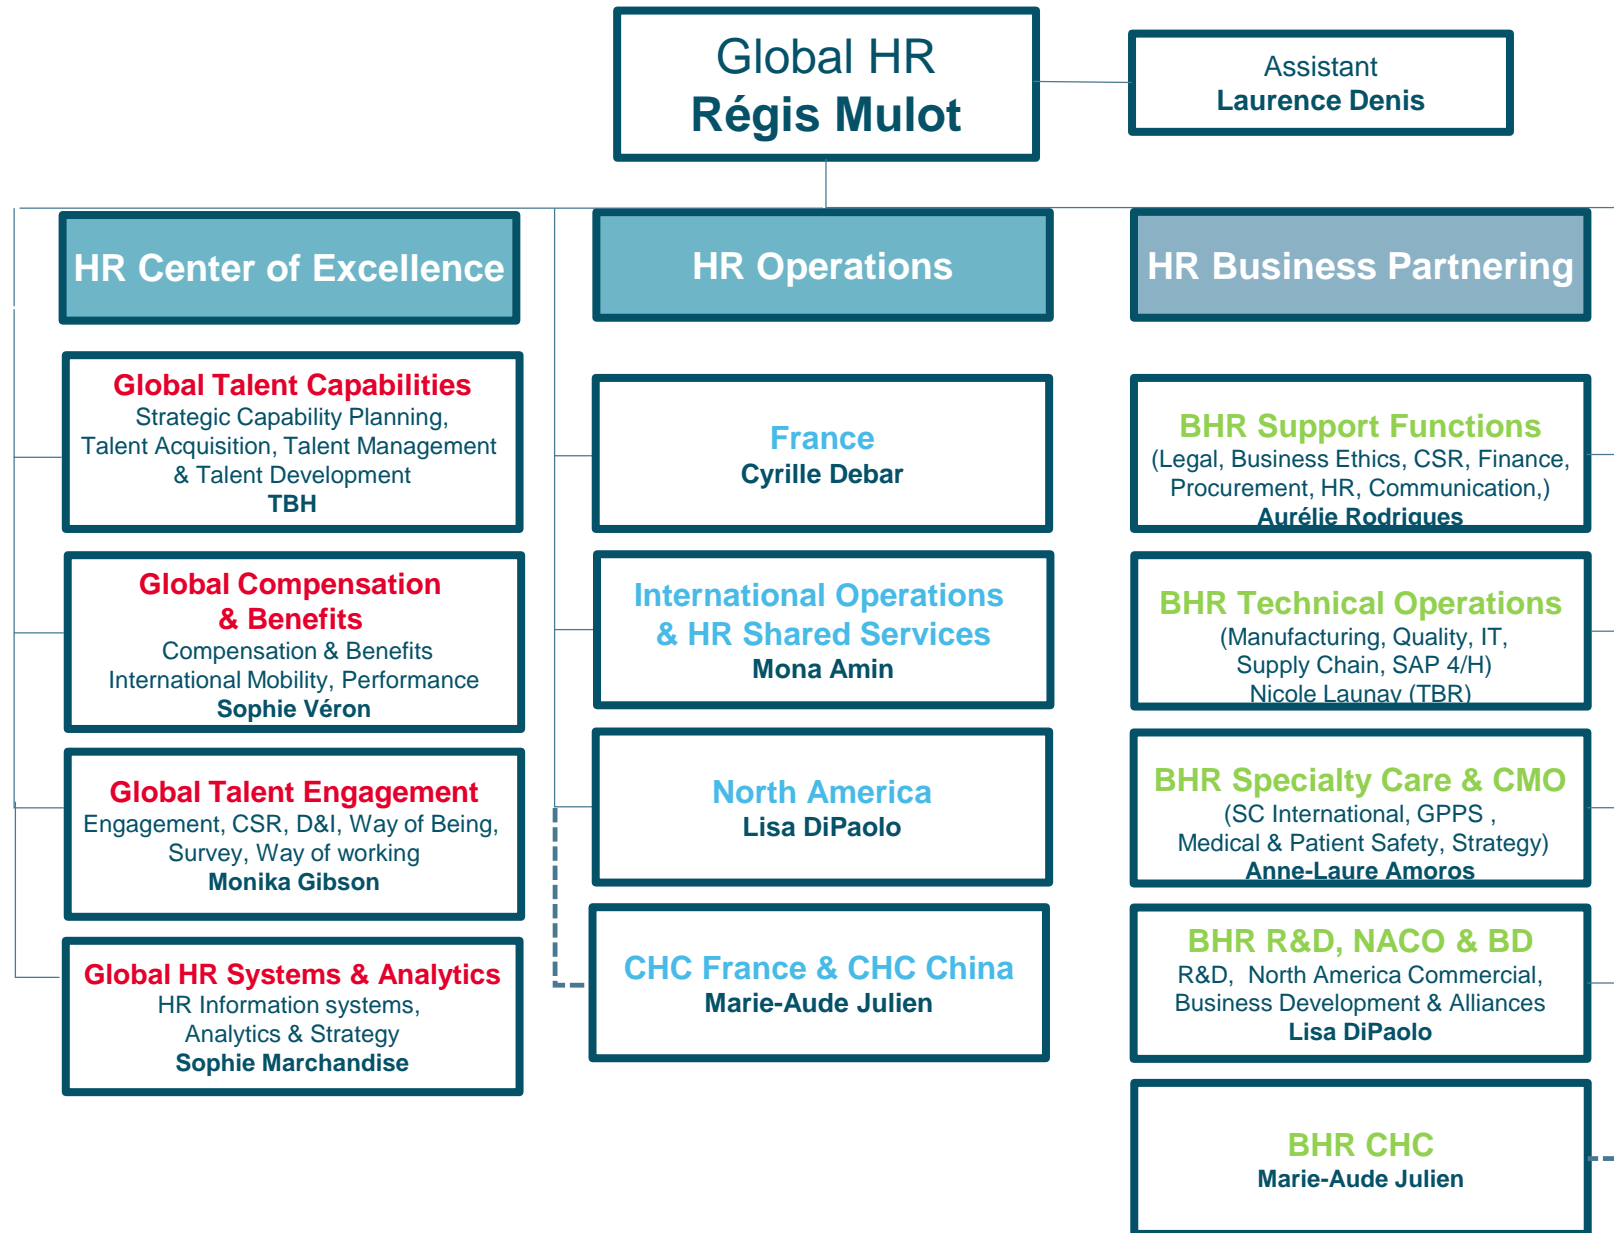 Global HR
Régis Mulot
Assistant
Laurence Denis
HR Center of Excellence
Global Talent Capabilities
Strategic Capability Planning,
Talent Acquisition, Talent Management
& Talent Development
TBH
Global Compensation
& Benefits
Compensation & Benefits
International Mobility, Performance
Sophie Véron
Global Talent Engagement
Engagement, CSR, D&I, Way of Being,
Survey, Way of working
Monika Gibson
Global HR Systems & Analytics
HR Information systems,
Analytics & Strategy
Sophie Marchandise
HR Operations
France
Cyrille Debar
International Operations
& HR Shared Services
Mona Amin
North America
Lisa DiPaolo
CHC France & CHC China
Marie-Aude Julien
HR Business Partnering
BHR Support Functions
(Legal, Business Ethics, CSR, Finance,
Procurement, HR, Communication,)
Aurélie Rodrigues
BHR Technical Operations
(Manufacturing, Quality, IT,
Supply Chain, SAP 4/H)
Nicole Launay (TBR)
BHR Specialty Care & CMO
(SC International, GPPS ,
Medical & Patient Safety, Strategy)
Anne-Laure Amoros
BHR R&D, NACO & BD
R&D, North America Commercial,
Business Development & Alliances
Lisa DiPaolo
BHR CHC
Marie-Aude Julien